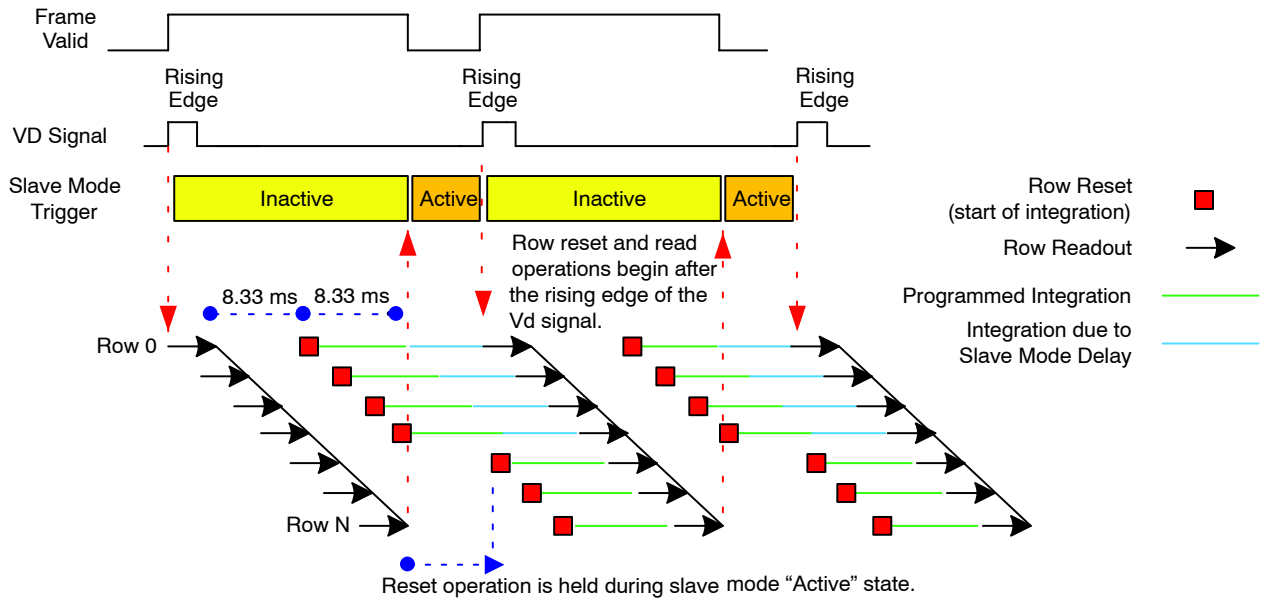 Frame
Valid
Rising
Edge
Rising
Edge
Rising
Edge
VD Signal
Slave Mode
Trigger
Inactive
Active
Inactive
Active
Row Reset
(start of integration)
Row Readout
Programmed Integration
Integration due to
Slave Mode Delay
Row reset and read
operations begin after
the rising edge of the
Vd signal.
8.33 ms
8.33 ms
Row 0
Row N
Reset operation is held during slave mode “Active” state.